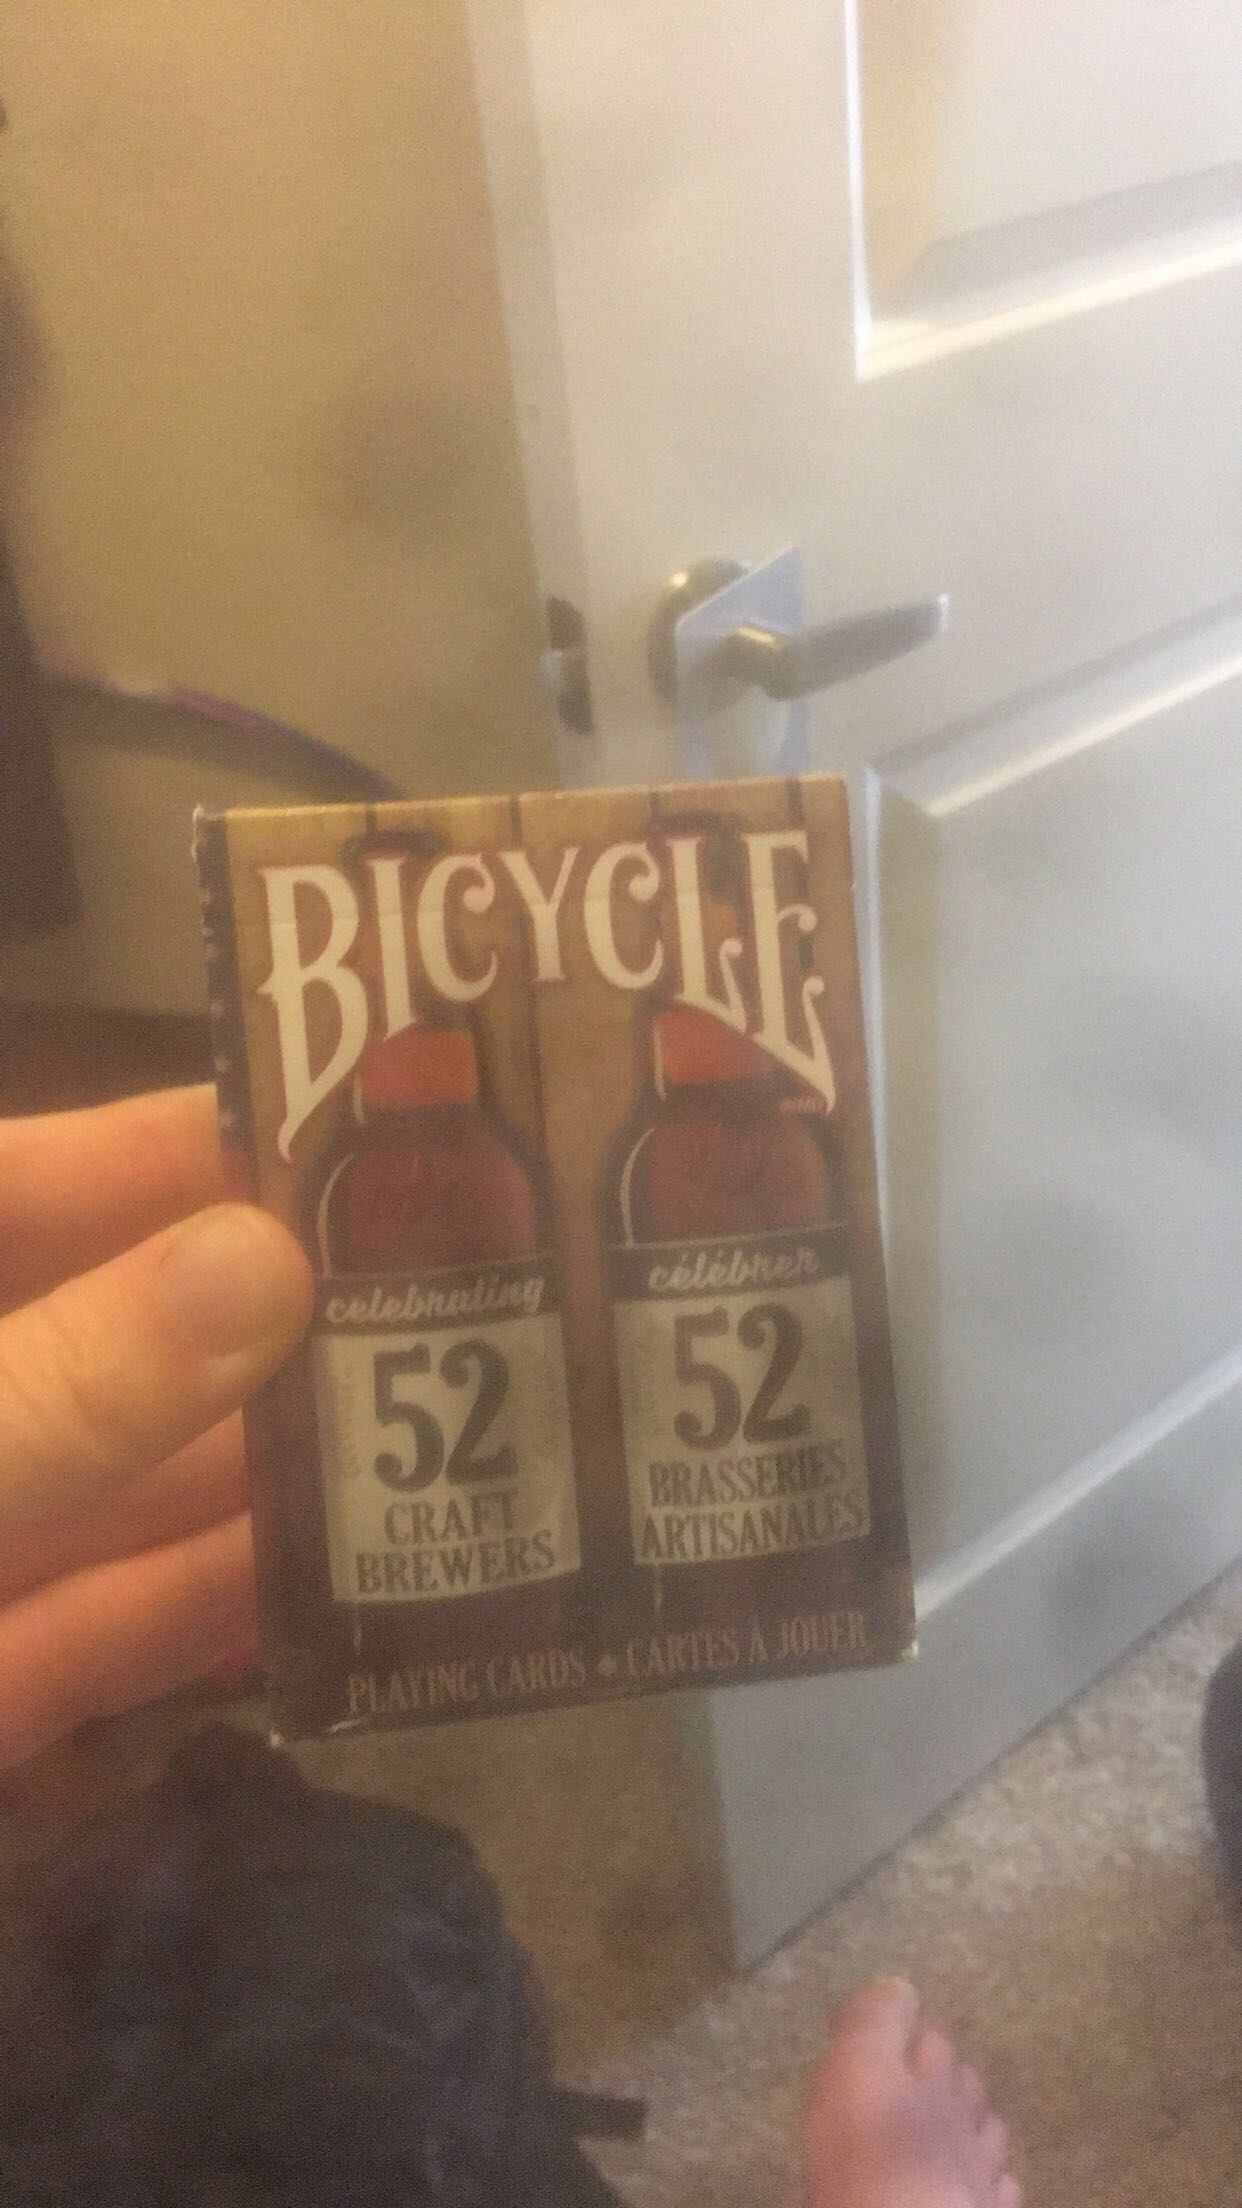 BICYCLE
celebrating
52
CRAFT
BREWERS
célébrer
52
BRASSERIES
ARTISANALES
PLAYING CARDS • CARTES À JOUER